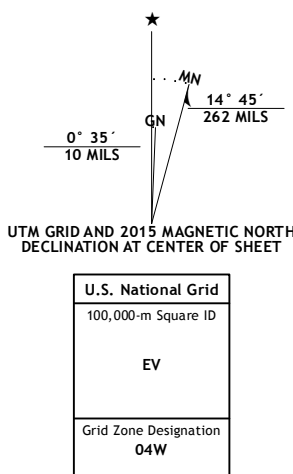 MN
GN
14° 45´
262 MILS
0° 35´
10 MILS
UTM GRID AND 2015 MAGNETIC NORTH
DECLINATION AT CENTER OF SHEET
U.S. National Grid
100,000-m Square ID
EV
Grid Zone Designation
04W